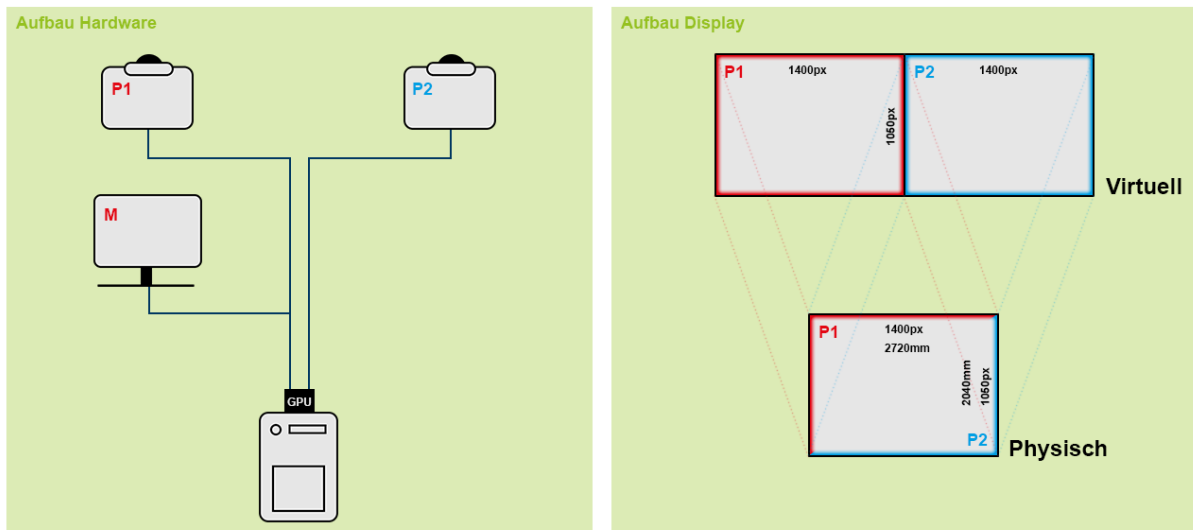 Aufbau Hardware
P1
P2
M
GPU
Aufbau Display
P1
1400px
P2
1400px
1050px
Virtuell
P1
1400px
2720mm
2040mm
1050px
P2
Physisch